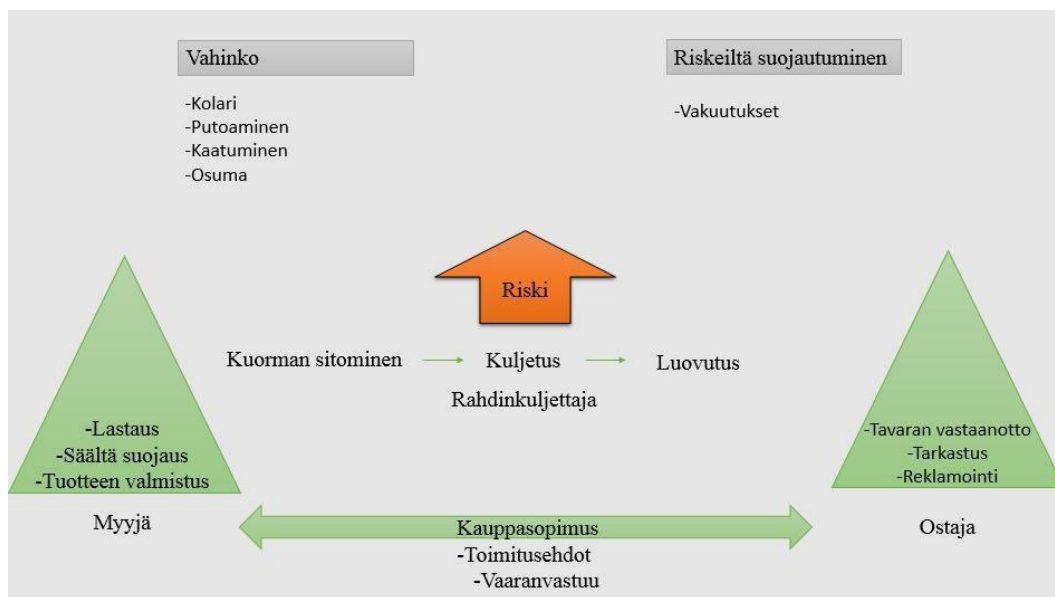 Vahinko
-Kolari
-Putoaminen
-Kaatuminen
-Osuma
Riskeiltä suojautuminen
-Vakuutukset
Riski
Kuorman sitominen
Kuljetus
Luovutus
Rahdinkuljettaja
-Lastaus
-Säältä suojaus
-Tuotteen valmistus
Myyjä
-Tavaran vastaanotto
-Tarkastus
-Reklamointi
Ostaja
Kauppasopimus
-Toimitusehdot
-Vaaranvastuu